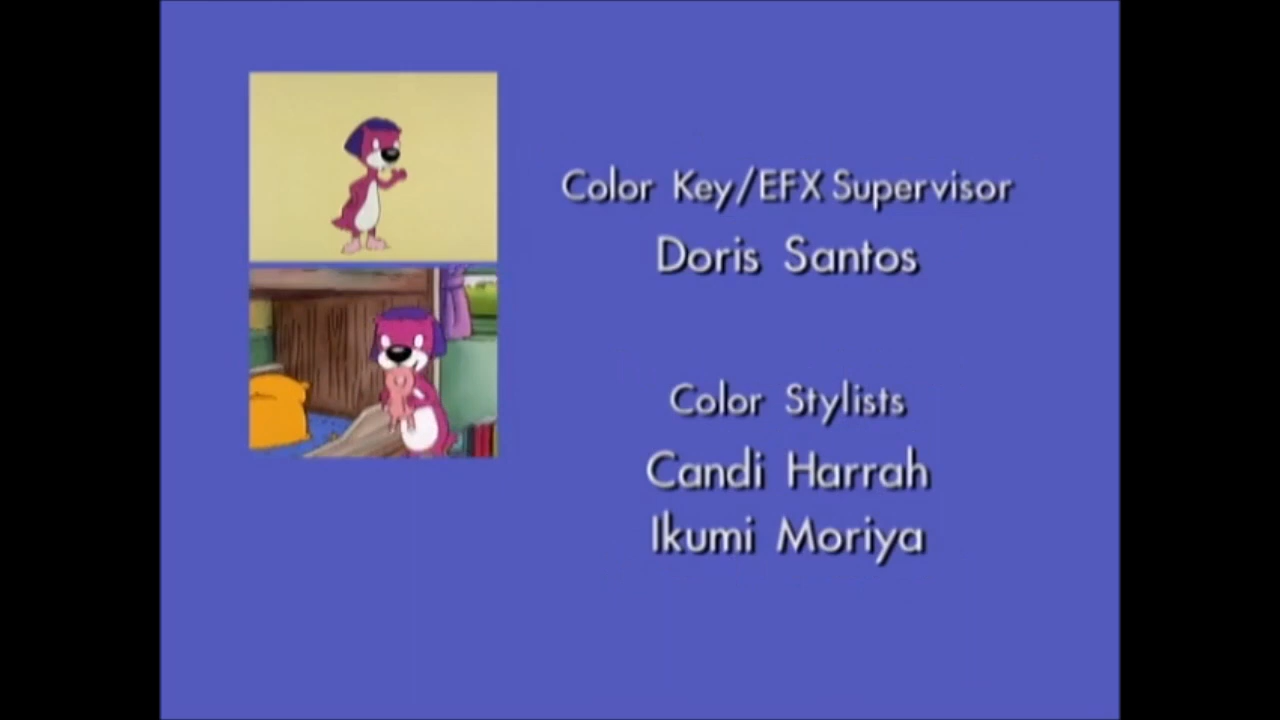 Color Key/EFX Supervisor
Doris Santos
Color Stylists
Candi Harrah
Ikumi Moriya